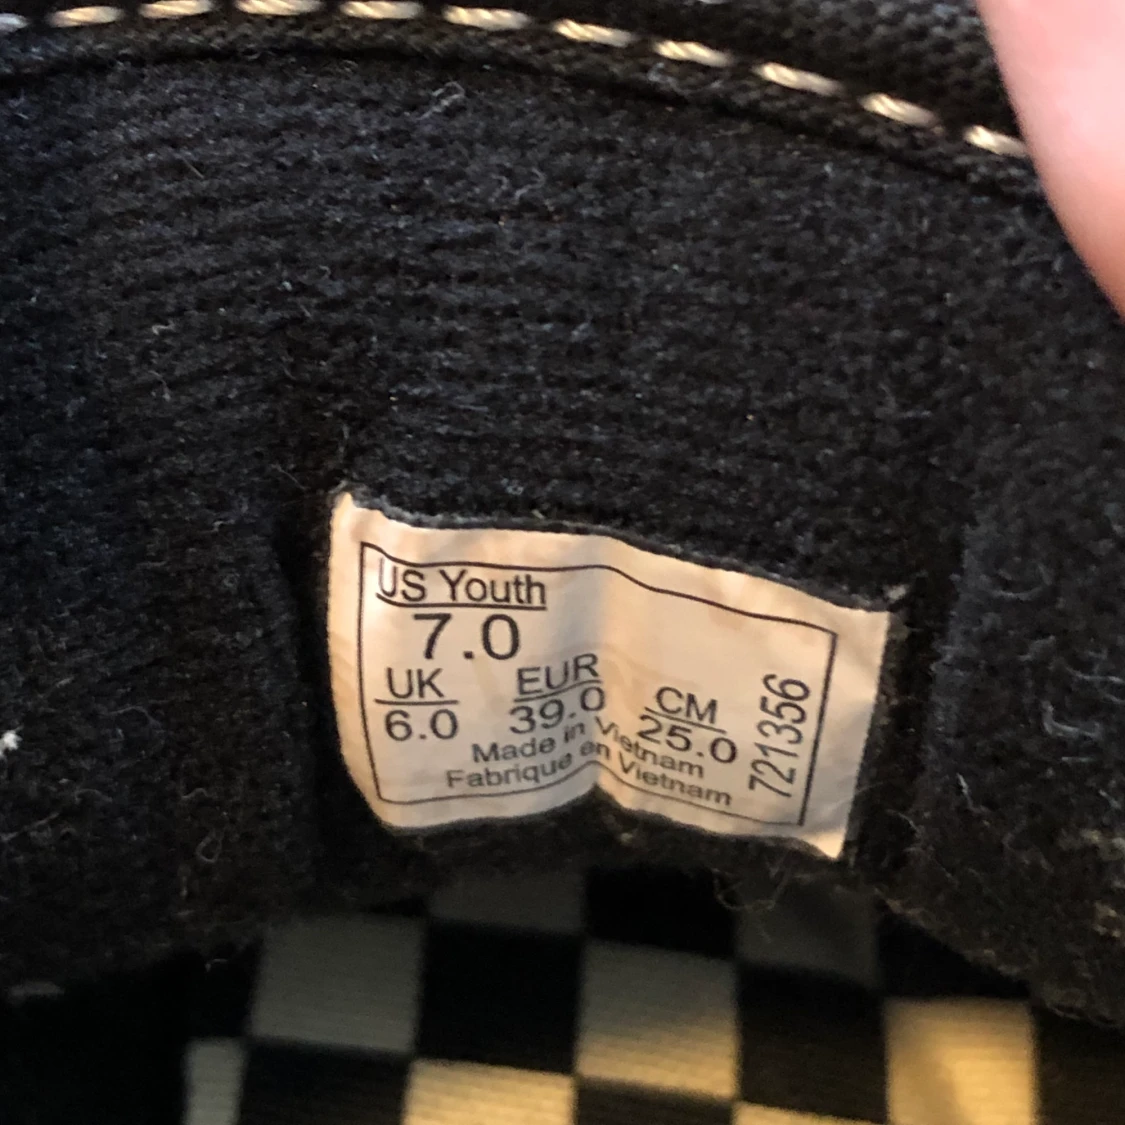 US Youth
7.0
UK EUR CM
6.0 39.0 25.0
Made in Vietnam
Fabrique en Vietnam
721356